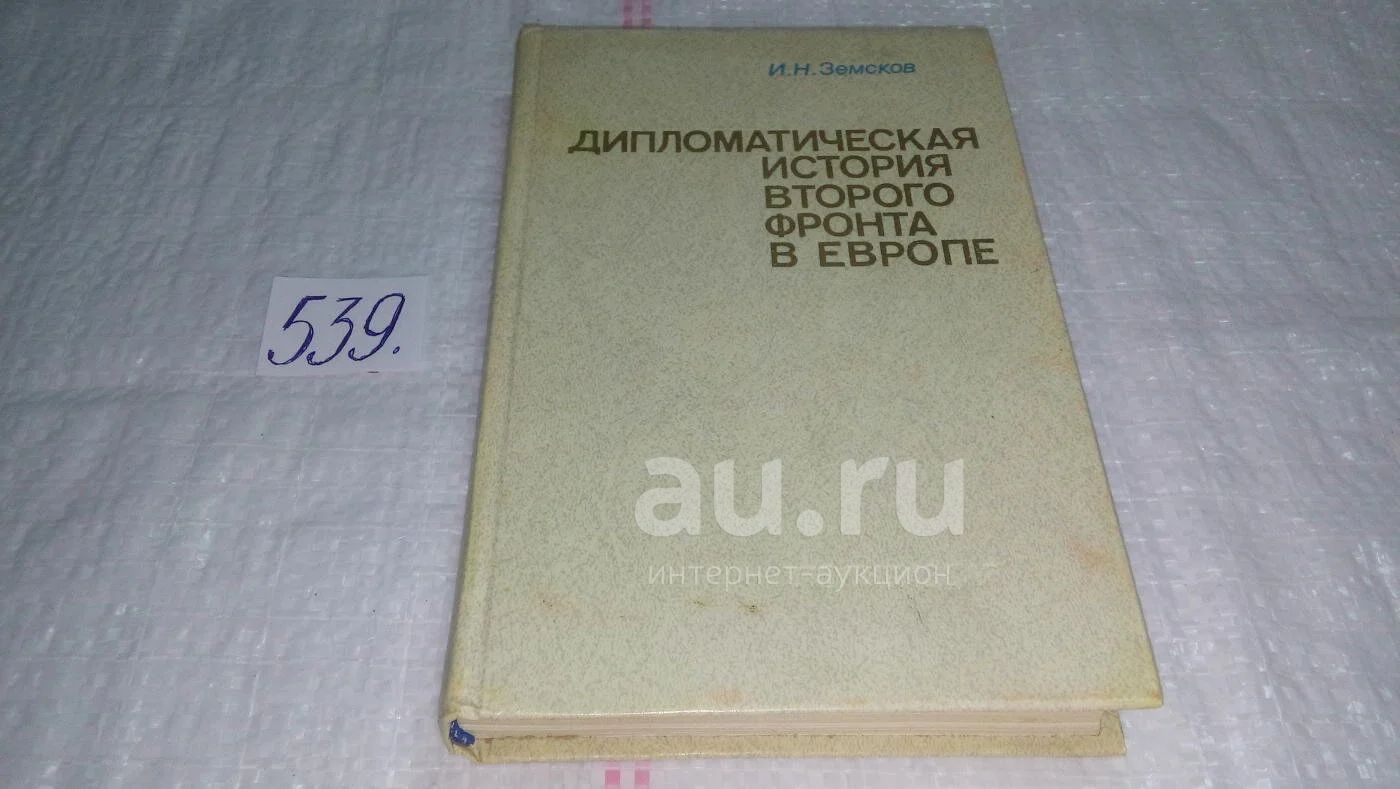 И.Н. Земсков
ДИПЛОМАТИЧЕСКАЯ
ИСТОРИЯ
ВТОРОГО
ФРОНТА
В ЕВРОПЕ
539.
au.ru
интернет-аукцион